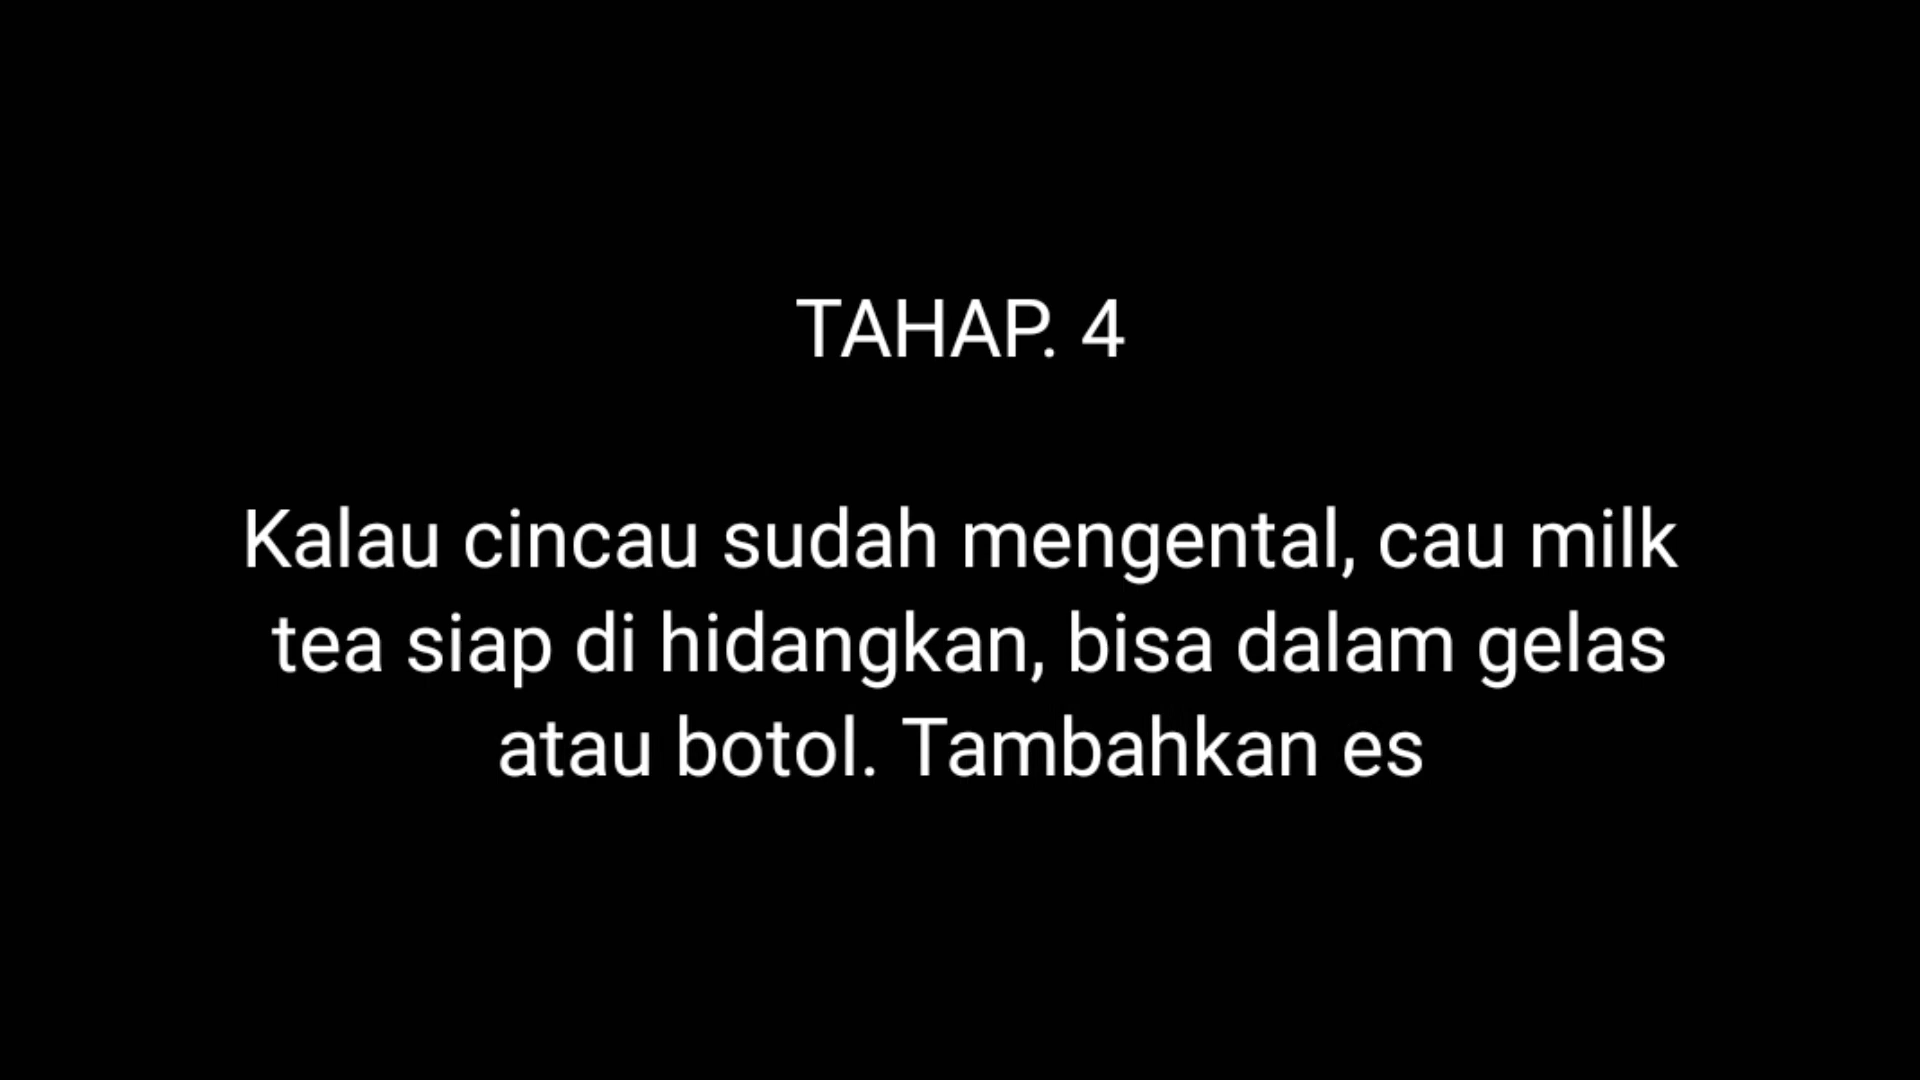 TAHAP. 4
Kalau cincau sudah mengental, cau milk
tea siap di hidangkan, bisa dalam gelas
atau botol. Tambahkan es